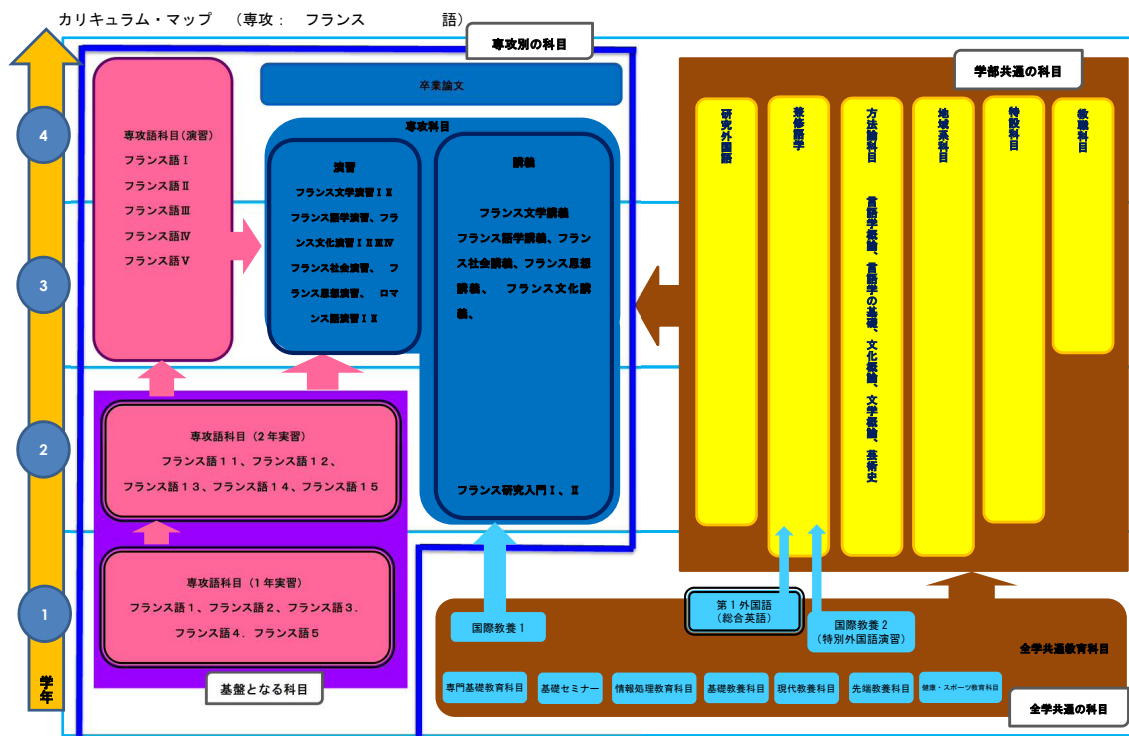 カリキュラム・マップ (専攻: フランス 語)
専攻別の科目
学部共通の科目
4
3
2
1
学年
専攻語科目(演習)
フランス語Ⅰ
フランス語Ⅱ
フランス語Ⅲ
フランス語Ⅳ
フランス語Ⅴ
卒業論文
専攻科目
演習
フランス文学演習ⅠⅡ
フランス語学演習、フラ
ンス文化演習ⅠⅡⅢⅣ
フランス社会演習、 フ
ランス思想演習、 ロマ
ンス語演習ⅠⅡ
講義
フランス文学講義
フランス語学講義、フラン
ス社会講義、フランス思想
講義、 フランス文化講
義、
フランス研究入門Ⅰ、Ⅱ
研究外国語
兼修語学
方法論科目 言語学概論、言語学の基礎、文化概論、文学概論、芸術史
地域系科目
特設科目
教職科目
専攻語科目(2年実習)
フランス語11、フランス語12、
フランス語13、フランス語14、フランス語15
専攻語科目(1年実習)
フランス語1、フランス語2、フランス語3.
フランス語4. フランス語5
基盤となる科目
国際教養1
第1外国語
(総合英語)
国際教養2
(特別外国語演習)
全学共通教育科目
専門基礎教育科目
基礎セミナー
情報処理教育科目
基礎教養科目
現代教養科目
先端教養科目
健康・スポーツ教育科目
全学共通の科目